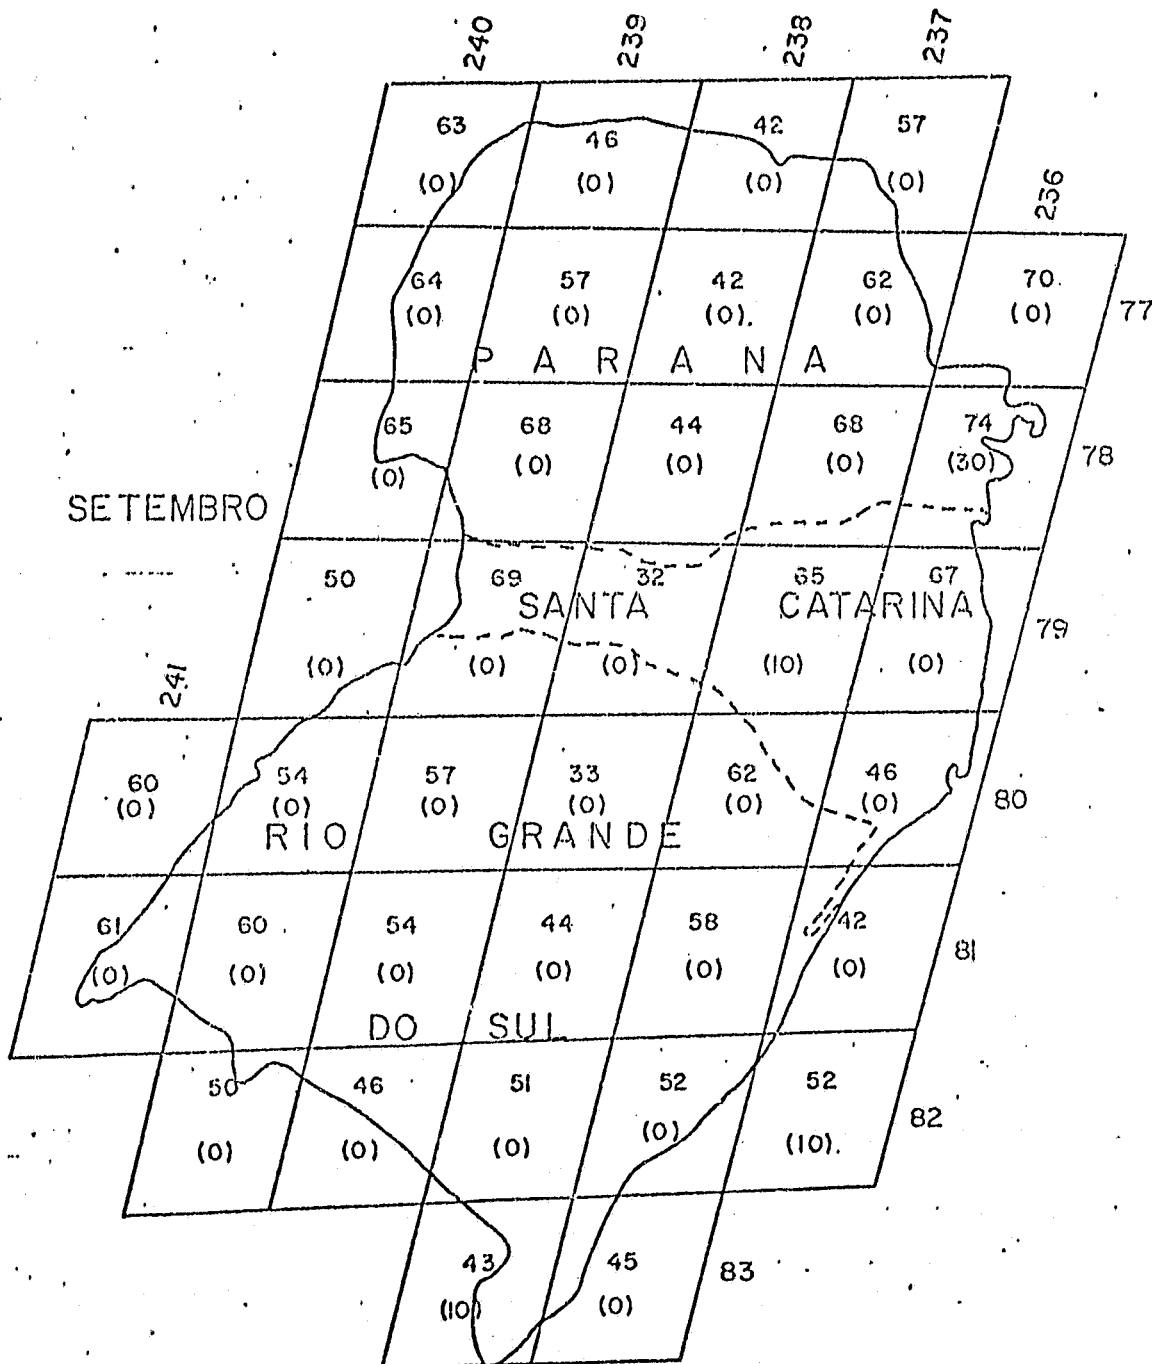 240 239 238 237
63 46 42 57
(0) (0) (0) (0)
236
64 57 42 62 70
(0) (0) (0). (0) (0)
77
P A R A N A
65 68 44 68 74
(0) (0) (0) (0) (30)
78
SETEMBRO
50 69 32 65 67
SANTA CATARINA
79
(0) (0) (0) (10) (0)
241
60 54 57 33 62 46
(0) (0) (0) (0) (0) (0)
80
RIO GRANDE
61 60 54 44 58 42
(0) (0) (0) (0) (0) (0)
81
DO SUL
50 46 51 52 52
(0) (0) (0) (0) (10).
82
43 45
83
(10) (0)